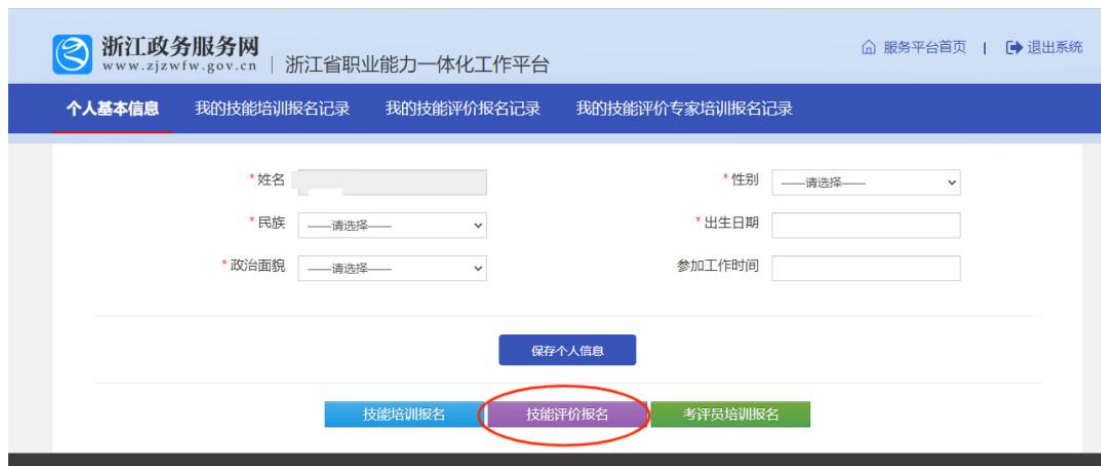 浙江政务服务网
www.zjzwfw.gov.cn | 浙江省职业能力一体化工作平台
服务平台首页 | 退出系统
个人基本信息 我的技能培训报名记录 我的技能评价报名记录 我的技能评价专家培训报名记录
*姓名 *性别 ——请选择——
*民族 ——请选择—— *出生日期
*政治面貌 ——请选择—— 参加工作时间
保存个人信息
技能培训报名 技能评价报名 考评员培训报名